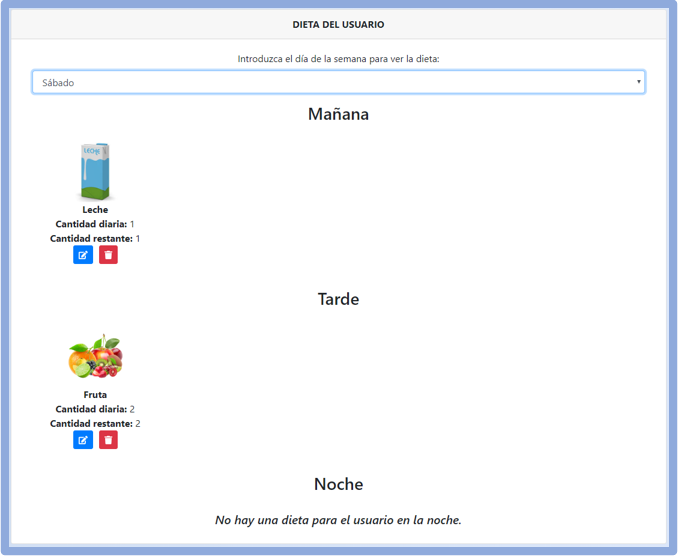 DIETA DEL USUARIO
Introduzca el día de la semana para ver la dieta:
Sábado
Mañana
LECHE
Leche
Cantidad diaria: 1
Cantidad restante: 1
Tarde
Fruta
Cantidad diaria: 2
Cantidad restante: 2
Noche
No hay una dieta para el usuario en la noche.